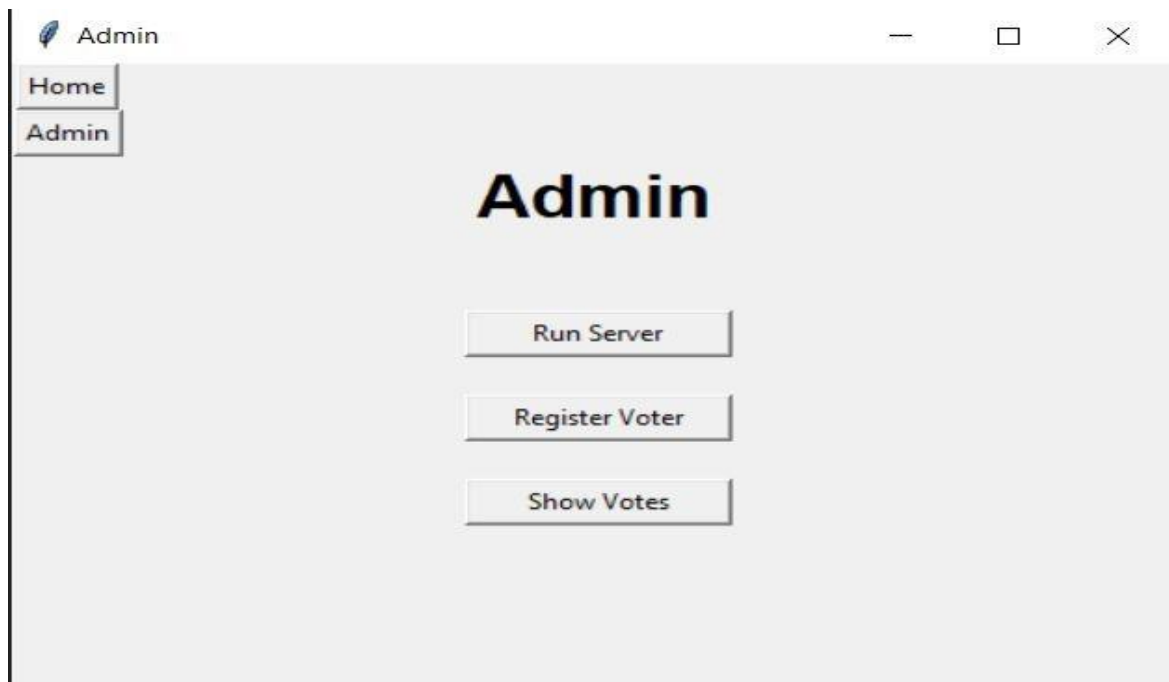 Admin
Home
Admin
Admin
Run Server
Register Voter
Show Votes